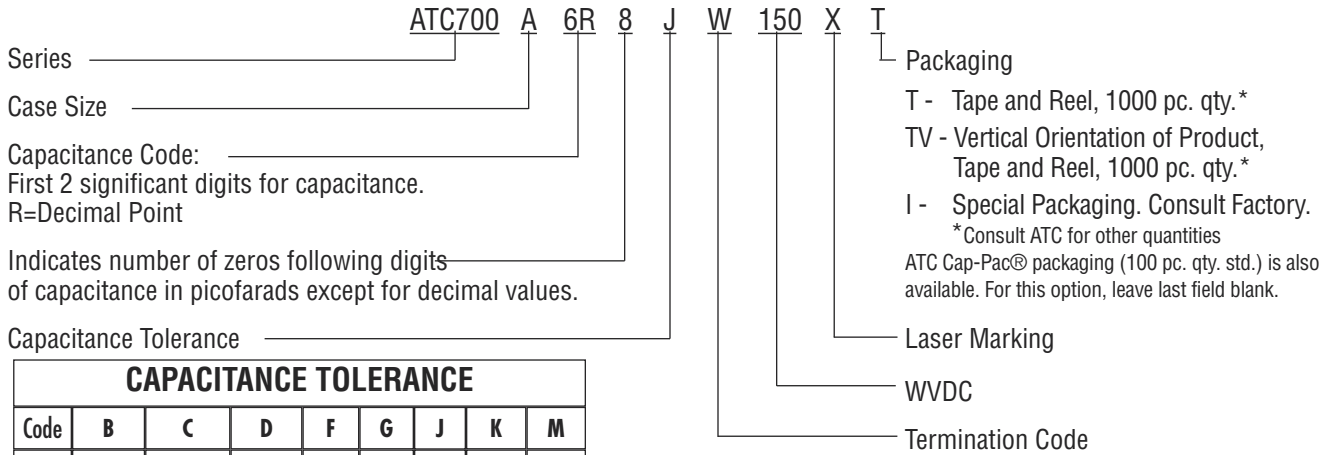 ATC700 A 6R 8 J W 150 X T
Series
Case Size
Capacitance Code:
First 2 significant digits for capacitance.
R=Decimal Point
Indicates number of zeros following digits
of capacitance in picofarads except for decimal values.
Capacitance Tolerance
CAPACITANCE TOLERANCE
Code B C D F G J K M
Packaging
T - Tape and Reel, 1000 pc. qty.*
TV - Vertical Orientation of Product,
Tape and Reel, 1000 pc. qty.*
I - Special Packaging. Consult Factory.
*Consult ATC for other quantities
ATC Cap-Pac® packaging (100 pc. qty. std.) is also
available. For this option, leave last field blank.
Laser Marking
WVDC
Termination Code